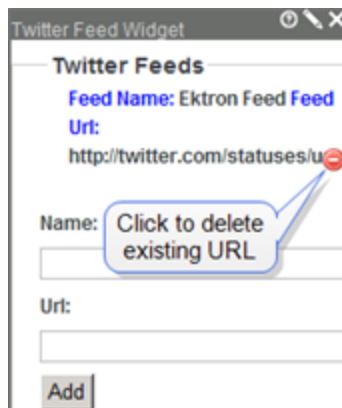 Twitter Feed Widget
Twitter Feeds
Feed Name: Ektron Feed Feed
Url:
http://twitter.com/statuses/u
Name:
Click to delete
existing URL
Url:
Add